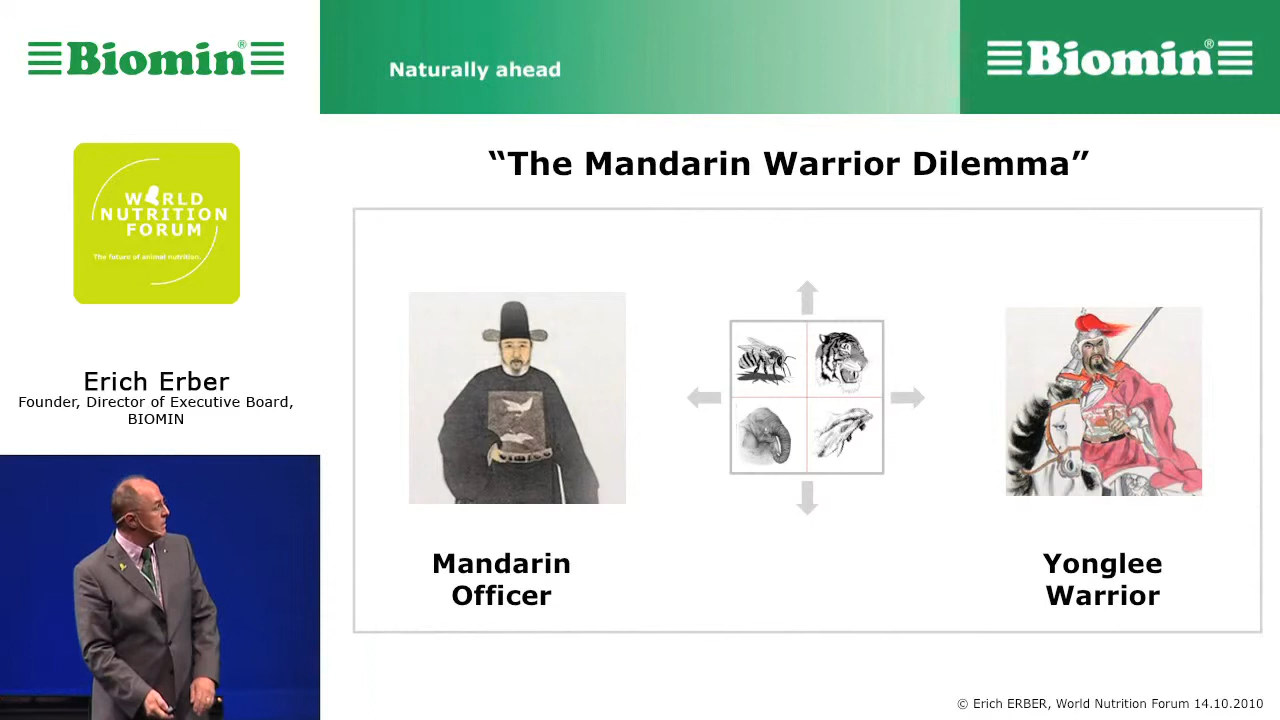 Biomin®
Naturally ahead
Biomin®
WORLD
NUTRITION
FORUM
The future of animal nutrition.
Erich Erber
Founder, Director of Executive Board,
BIOMIN
“The Mandarin Warrior Dilemma”
Mandarin
Officer
Yonglee
Warrior
© Erich ERBER, World Nutrition Forum 14.10.2010